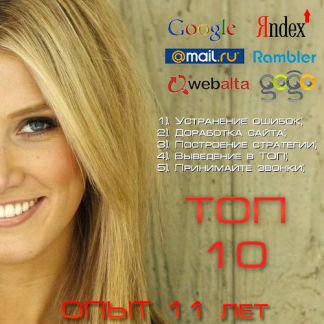 Google
Яndex
@mail.ru
Rambler
webalta
GOGO
1). Устранение ошибок;
2). Доработка сайта;
3). Построение стратегии;
4). Выведение в ТОП;
5). Принимайте звонки;
ТОП
10
ОПЫТ 11 лет